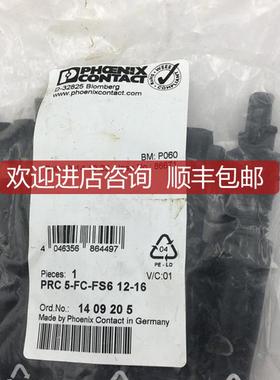 PHOENIX
CONTACT
D-32825 Blomberg
www.phoenixcontact.com
INSPECTED
BM: P060
欢迎进店咨询 顺丰包邮
4 046356 864497
04
PE - LD
Pieces: 1
V/C:01
PRC 5-FC-FS6 12-16
Ord.No.: 14 09 20 5
Made by Phoenix Contact in Germany